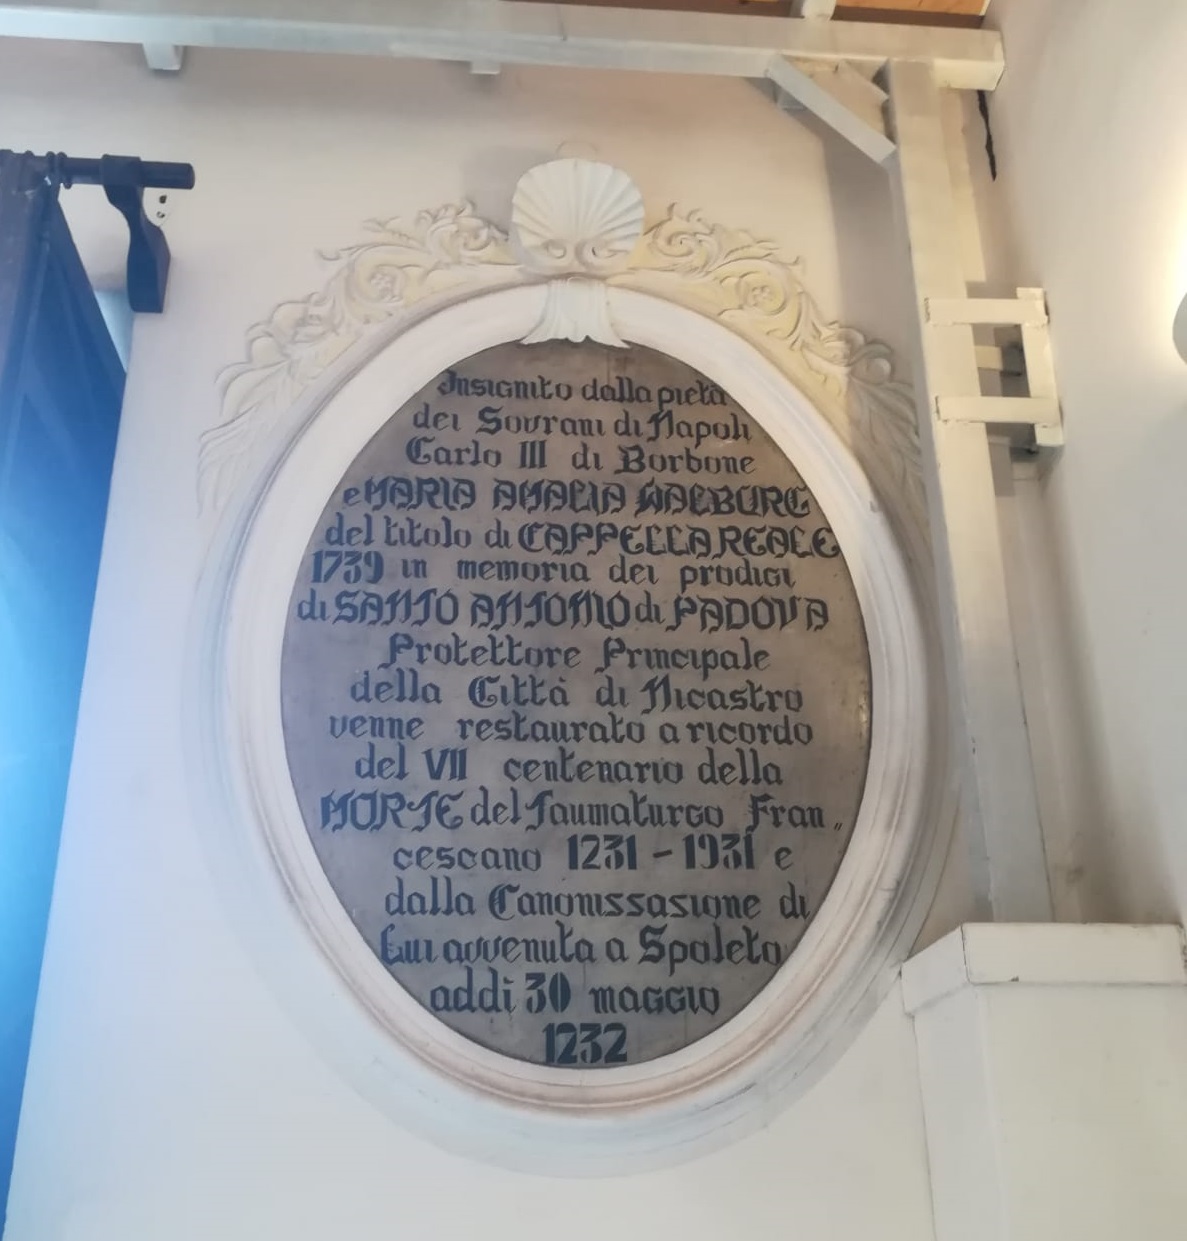 Insignito dalla pietà
dei Sovrani di Napoli
Carlo III di Borbone
e MARIA AMALIA WALBURG
del titolo di CAPPELLA REALE
1739 in memoria dei prodigi
di SANTO ANTONIO di PADOVA
Protettore Principale
della Città di Nicastro
venne restaurato a ricordo
del VII centenario della
MORTE del Taumaturgo Fran„
cescano 1231-1931 e
dalla Canonissasione di
Lui avvenuta a Spoleto
addì 30 maggio
1232